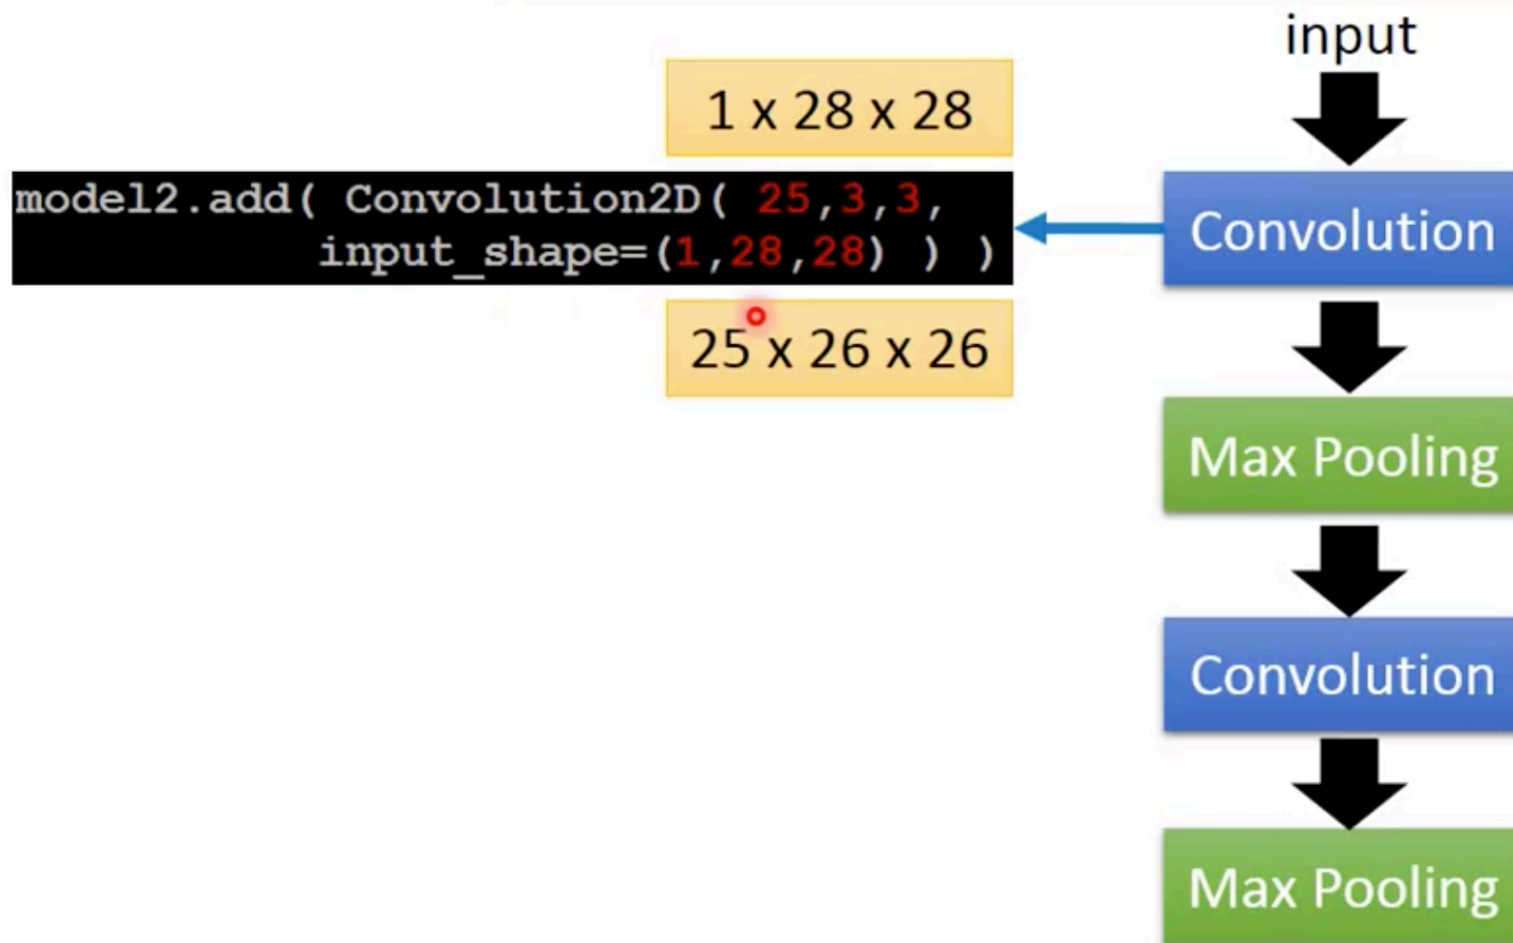 input
1 x 28 x 28
model2.add( Convolution2D( 25,3,3,
input_shape=(1,28,28) ) )
Convolution
25 x 26 x 26
Max Pooling
Convolution
Max Pooling